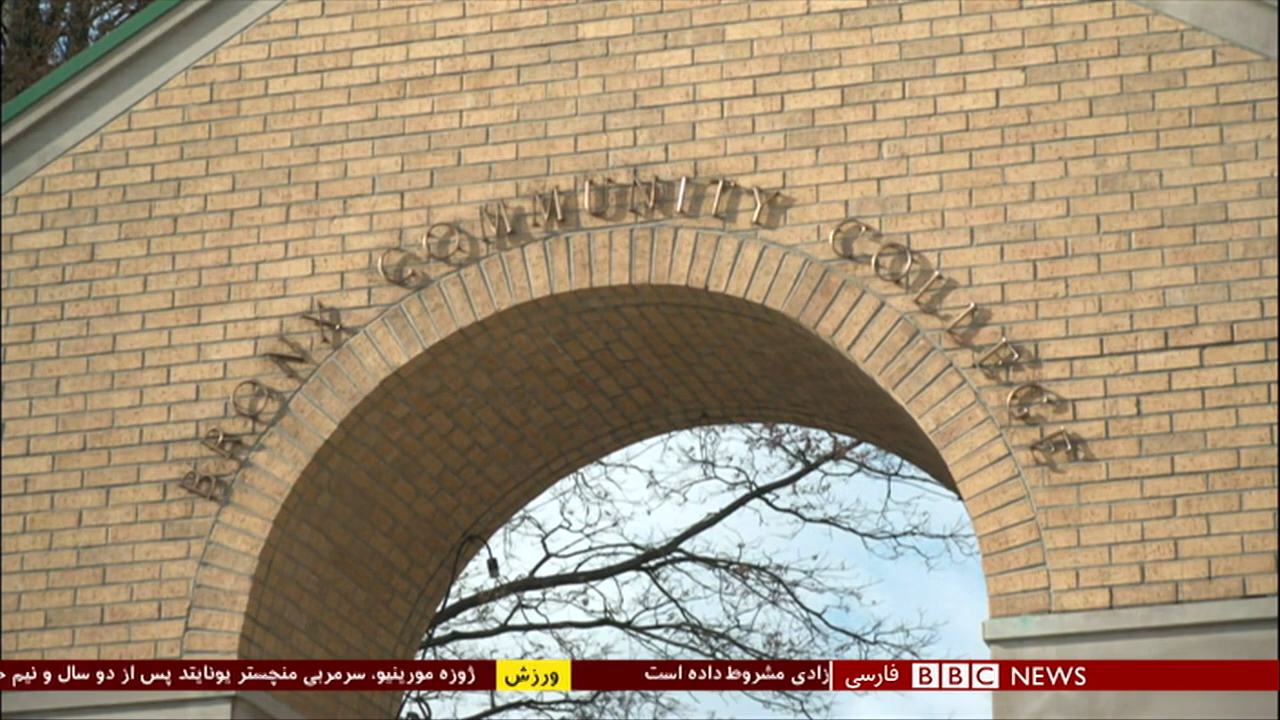 BRONX COMMUNITY COLLEGE
زادی مشروط داده است ورزش ژوزه مورینیو، سرمربی منچستر یونایتد پس از دو سال و نیم
فارسی BBC NEWS